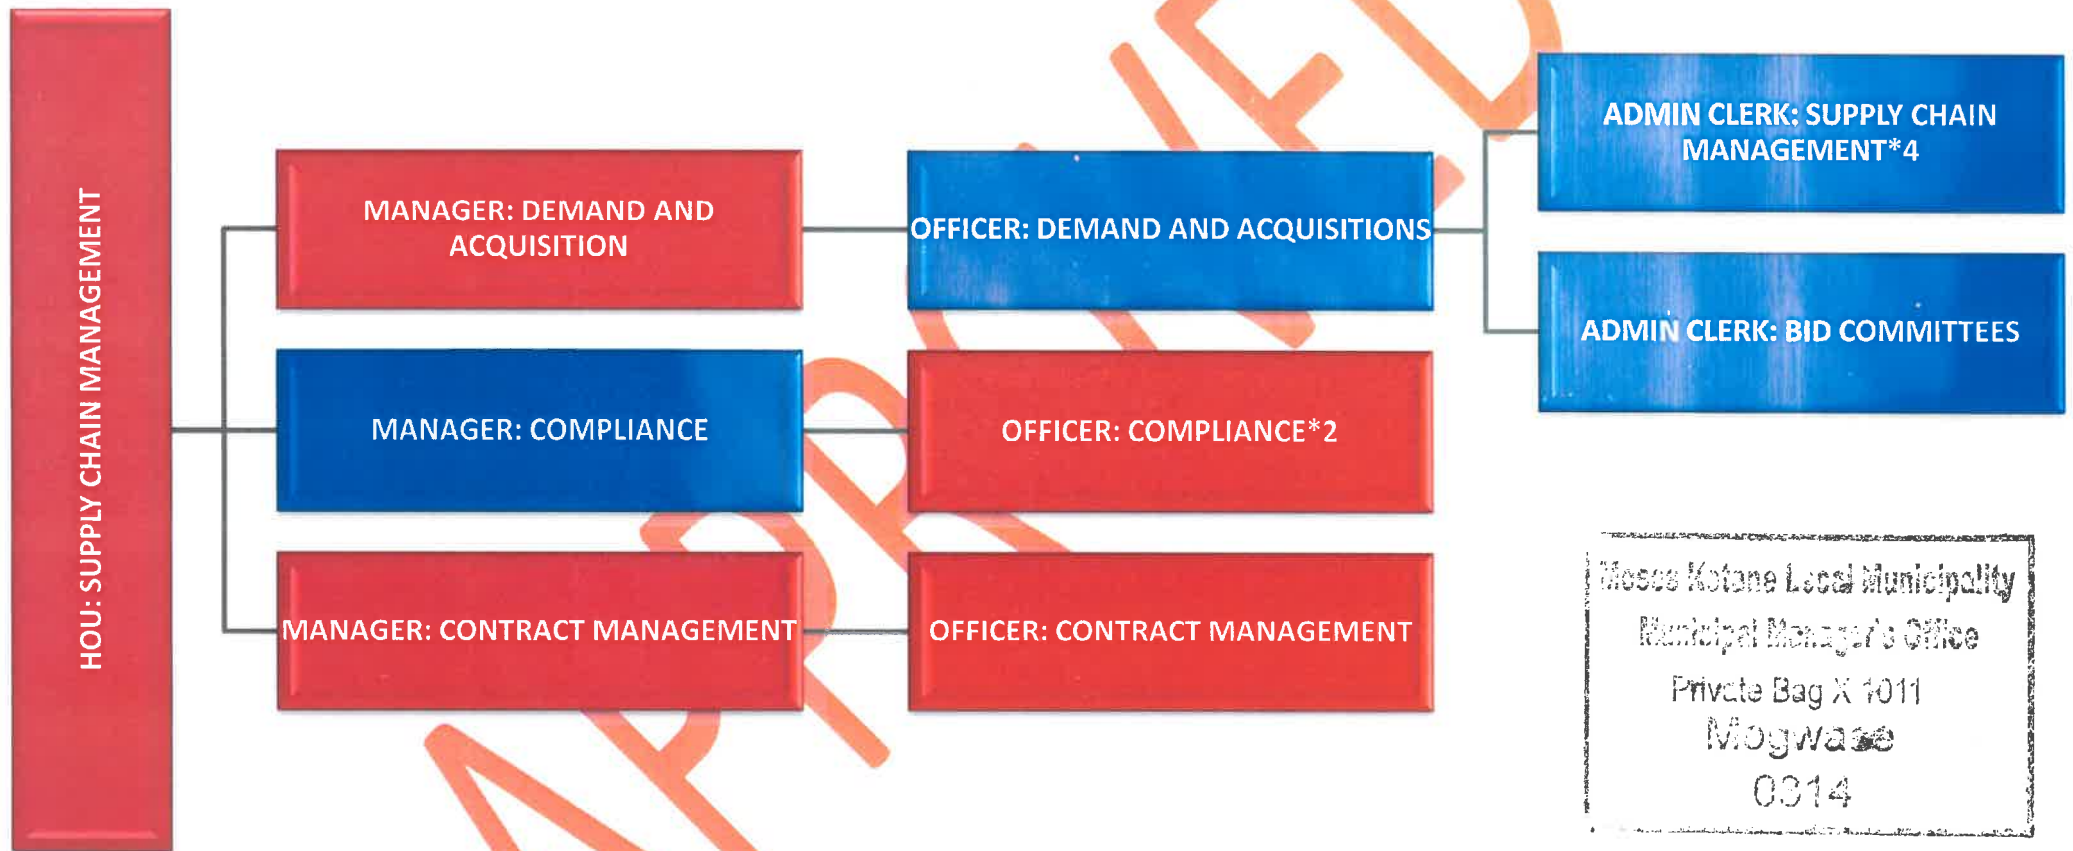 HOU: SUPPLY CHAIN MANAGEMENT
MANAGER: DEMAND AND
ACQUISITION
OFFICER: DEMAND AND ACQUISITIONS
ADMIN CLERK: SUPPLY CHAIN
MANAGEMENT*4
ADMIN CLERK: BID COMMITTEES
MANAGER: COMPLIANCE
OFFICER: COMPLIANCE*2
MANAGER: CONTRACT MANAGEMENT
OFFICER: CONTRACT MANAGEMENT
APPROVED
Moses Kotane Local Municipality
Municipal Manager's Office
Private Bag X 1011
Mogwase
0314